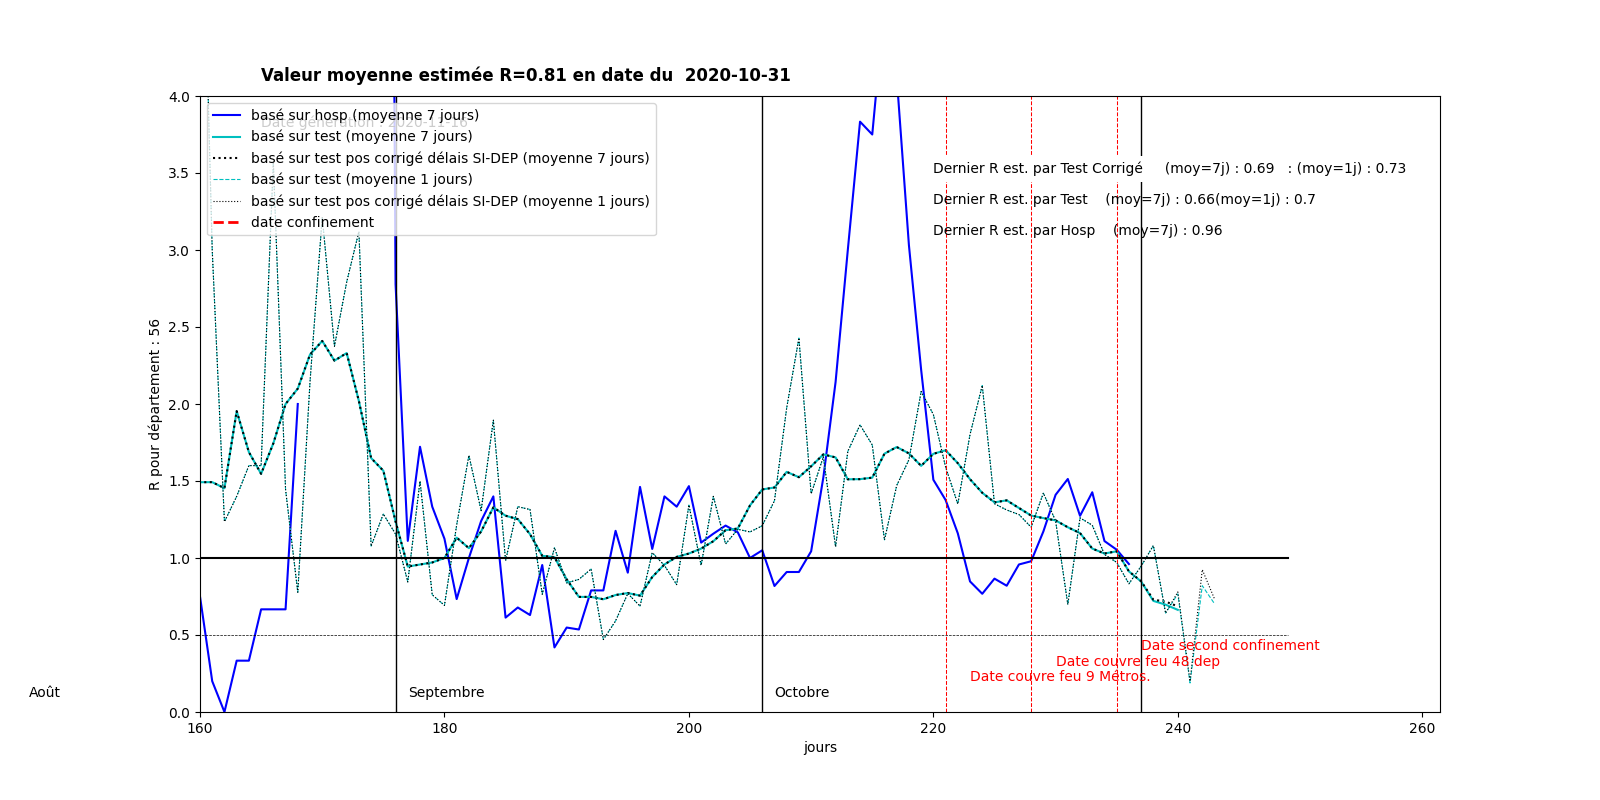 Valeur moyenne estimée R=0.81 en date du  2020-10-31
Date génération : 2020-11-16
basé sur hosp (moyenne 7 jours)
basé sur test (moyenne 7 jours)
basé sur test pos corrigé délais SI-DEP (moyenne 7 jours)
basé sur test (moyenne 1 jours)
basé sur test pos corrigé délais SI-DEP (moyenne 1 jours)
date confinement
Dernier R est. par Test Corrigé     (moy=7j) : 0.69   : (moy=1j) : 0.73
Dernier R est. par Test    (moy=7j) : 0.66(moy=1j) : 0.7
Dernier R est. par Hosp    (moy=7j) : 0.96
R pour département : 56
4.0
3.5
3.0
2.5
2.0
1.5
1.0
0.5
0.0
Date second confinement
Date couvre feu 48 dep
Date couvre feu 9 Métros.
Août
Septembre
Octobre
160
180
200
220
240
260
jours